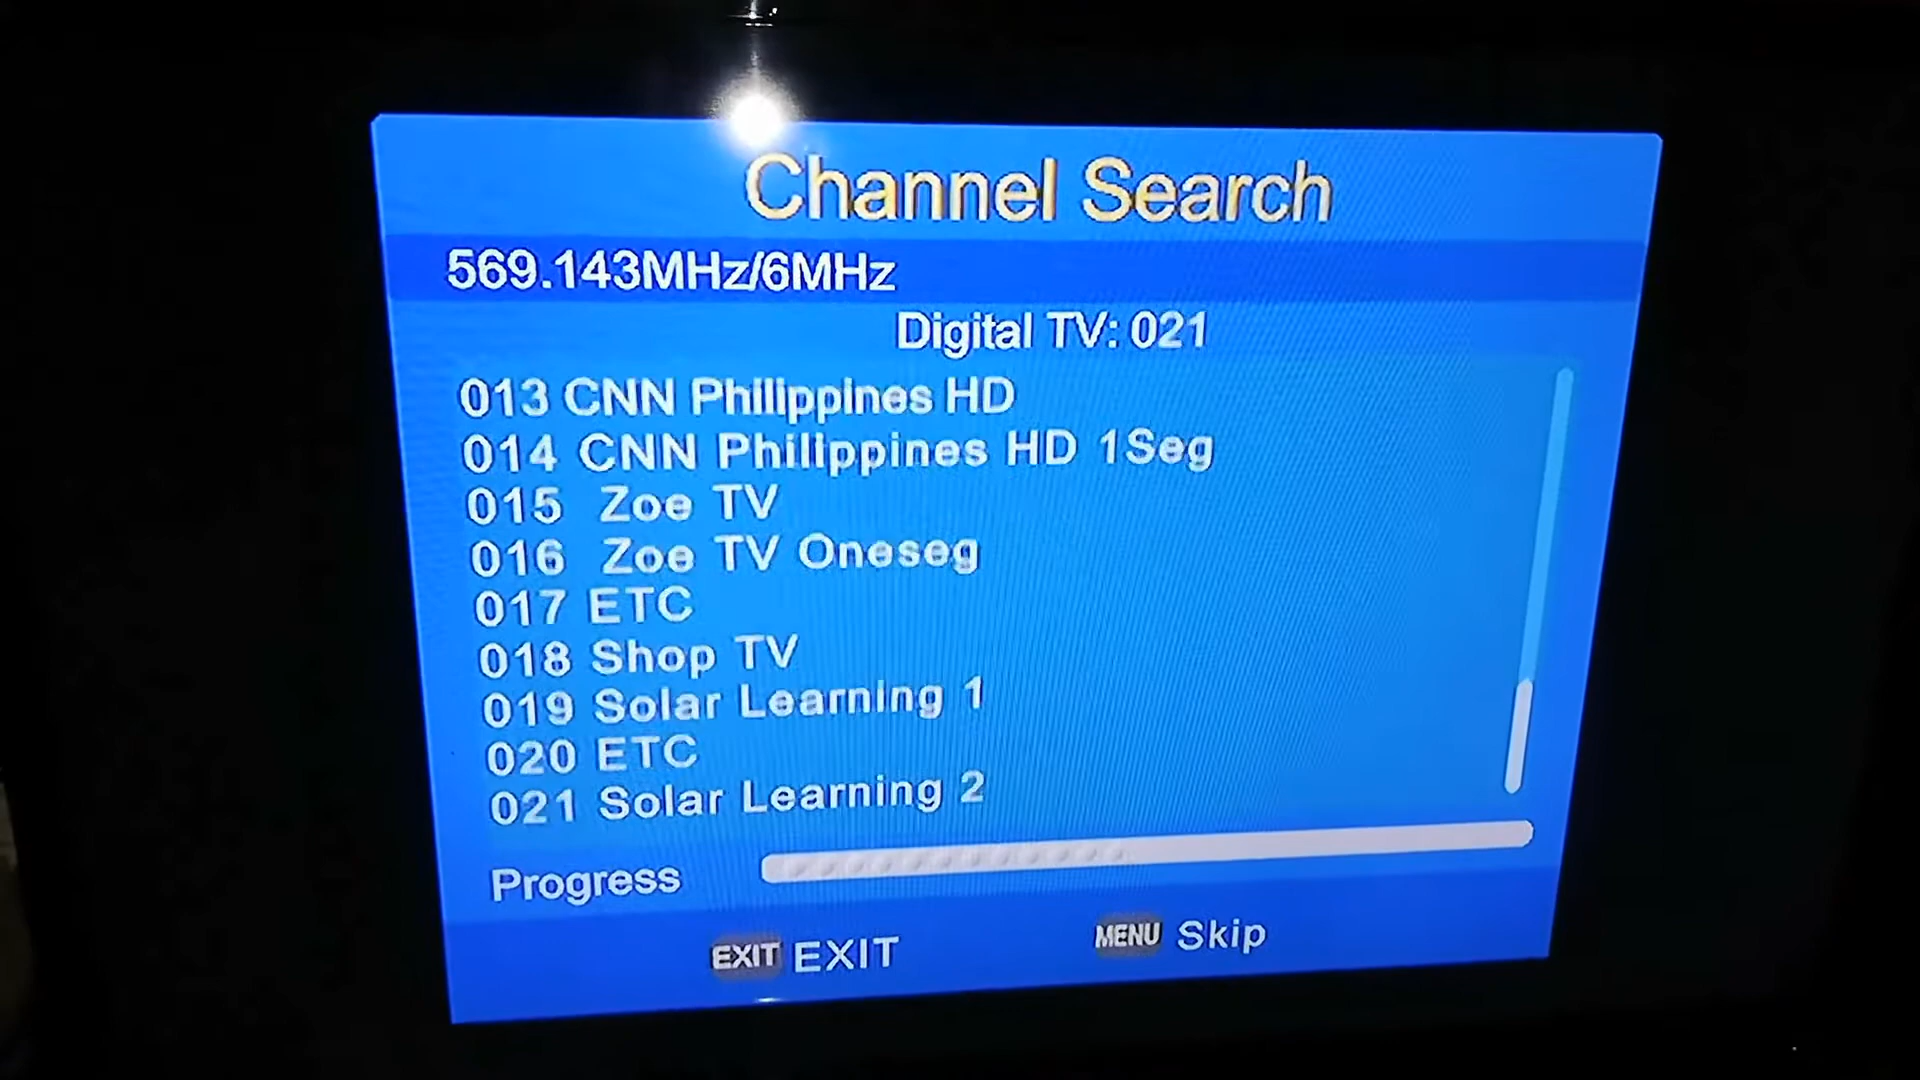 Channel Search
569.143MHz/6MHz
Digital TV: 021
013 CNN Philippines HD
014 CNN Philippines HD 1Seg
015 Zoe TV
016 Zoe TV Oneseg
017 ETC
018 Shop TV
019 Solar Learning 1
020 ETC
021 Solar Learning 2
Progress
EXIT EXIT MENU Skip